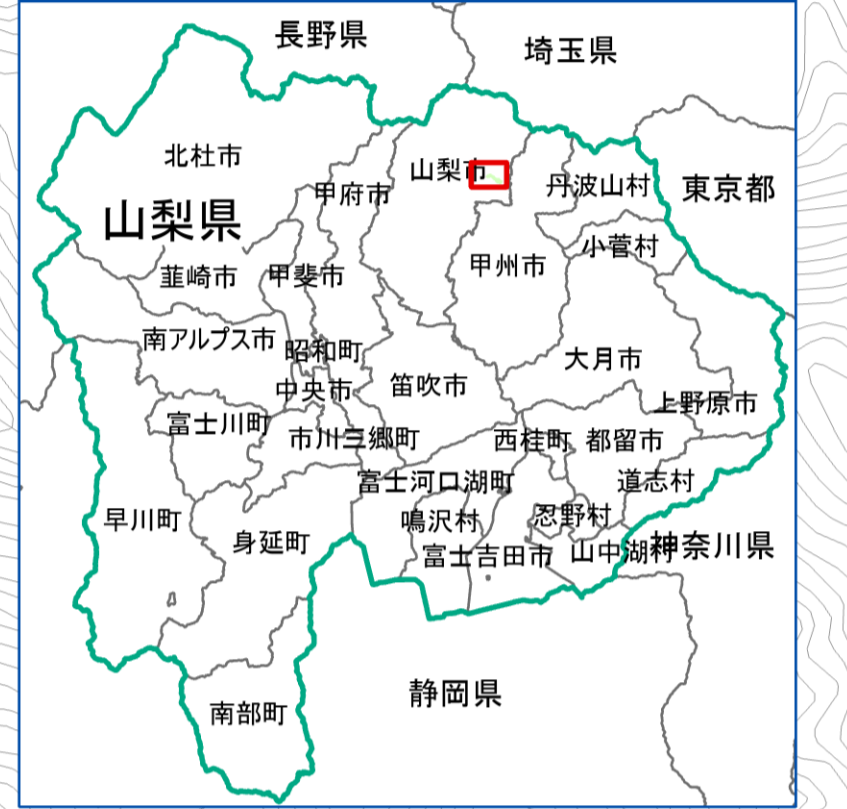 長野県
埼玉県
北杜市
山梨市
甲府市
丹波山村
東京都
山梨県
小菅村
韮崎市
甲斐市
甲州市
南アルプス市
昭和町
大月市
中央市
笛吹市
上野原市
富士川町
市川三郷町
西桂町
都留市
富士河口湖町
道志村
早川町
鳴沢村
忍野村
身延町
富士吉田市
山中湖村
神奈川県
静岡県
南部町